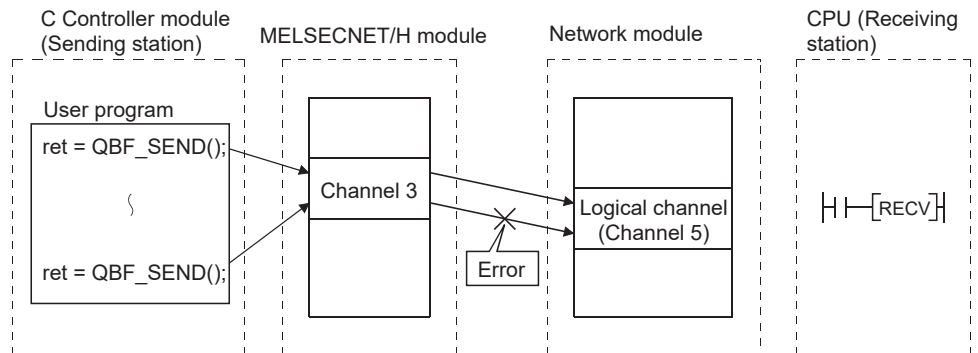 C Controller module
(Sending station)
MELSECNET/H module
Network module
CPU (Receiving
station)
User program
ret = QBF_SEND();
Channel 3
Logical channel
(Channel 5)
RECV
Error
ret = QBF_SEND();